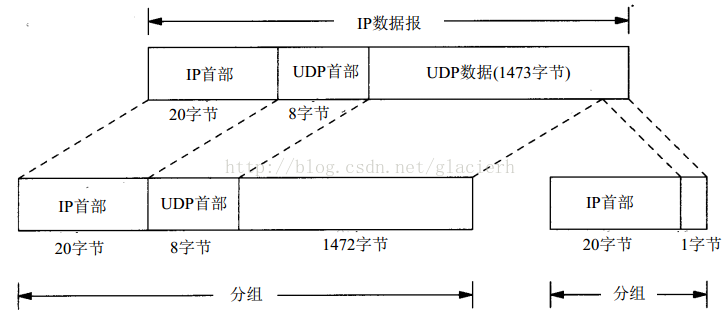 IP数据报
IP首部
UDP首部
UDP数据(1473字节)
20字节
8字节
http://blog.csdn.net/glacierh
IP首部
UDP首部
IP首部
20字节
8字节
1472字节
20字节
1字节
分组
分组